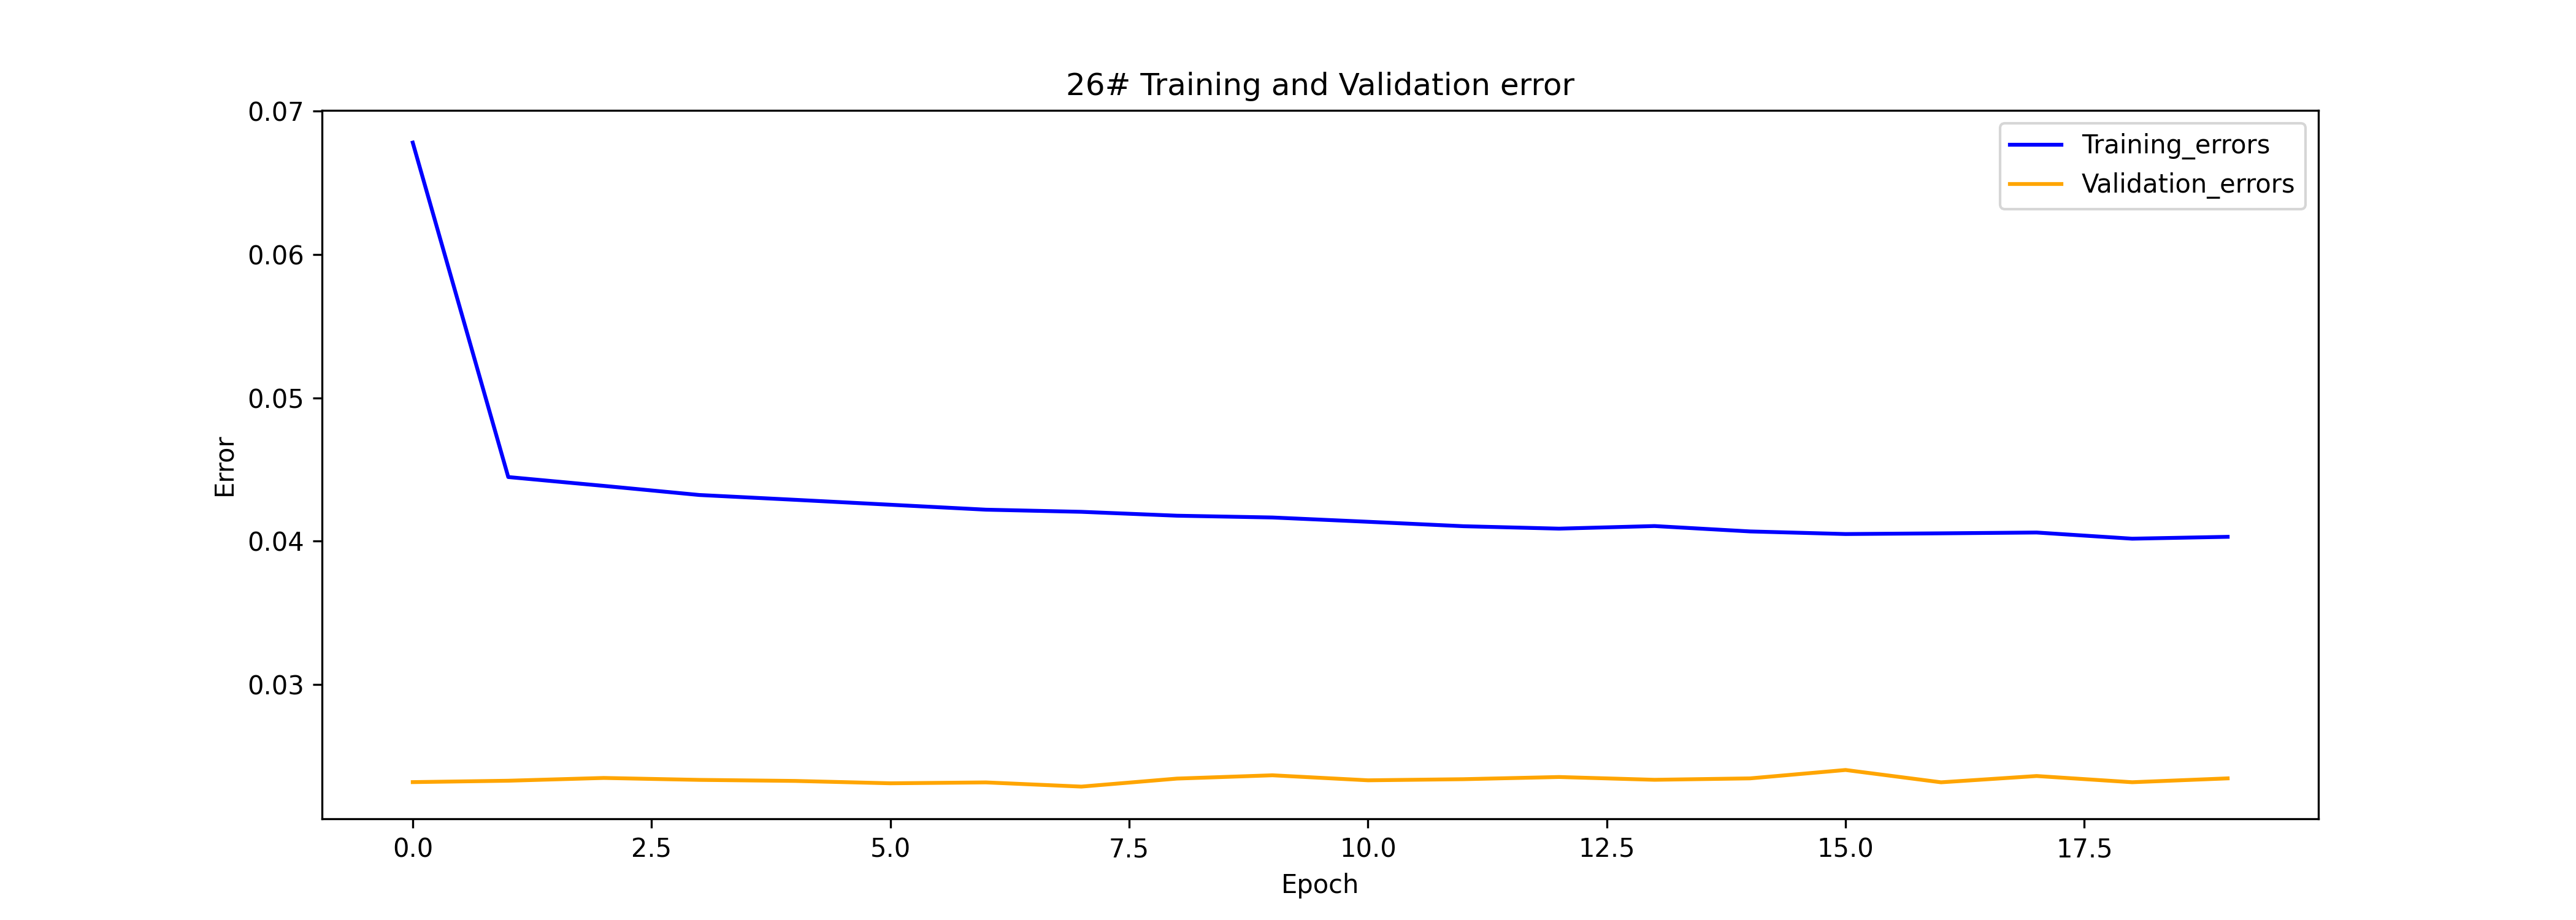 26# Training and Validation error
Training_errors
Validation_errors
Error
0.07
0.06
0.05
0.04
0.03
0.0 2.5 5.0 7.5 10.0 12.5 15.0 17.5
Epoch